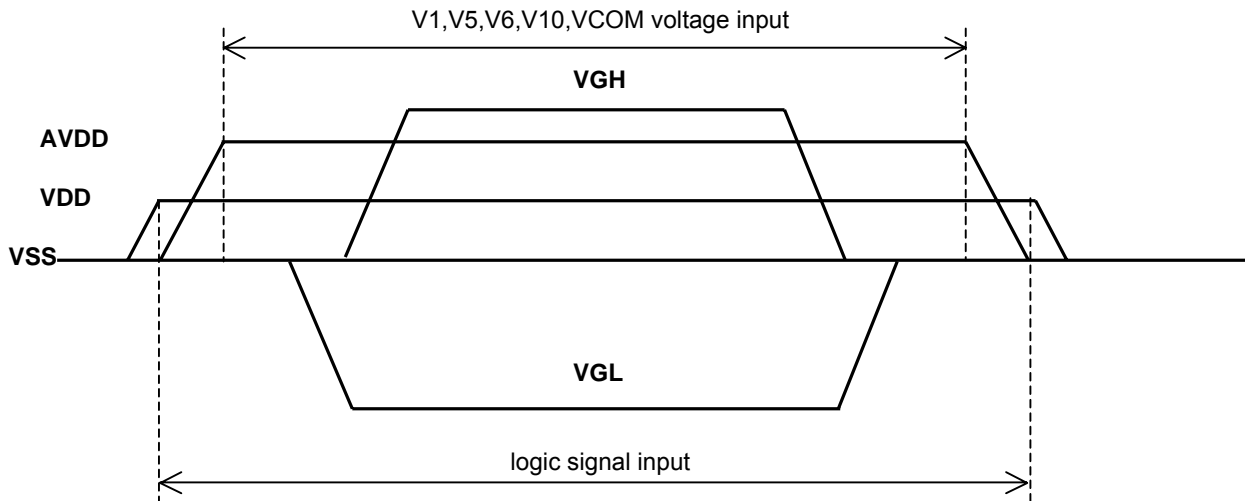 V1,V5,V6,V10,VCOM voltage input
VGH
AVDD
VDD
VSS
VGL
logic signal input